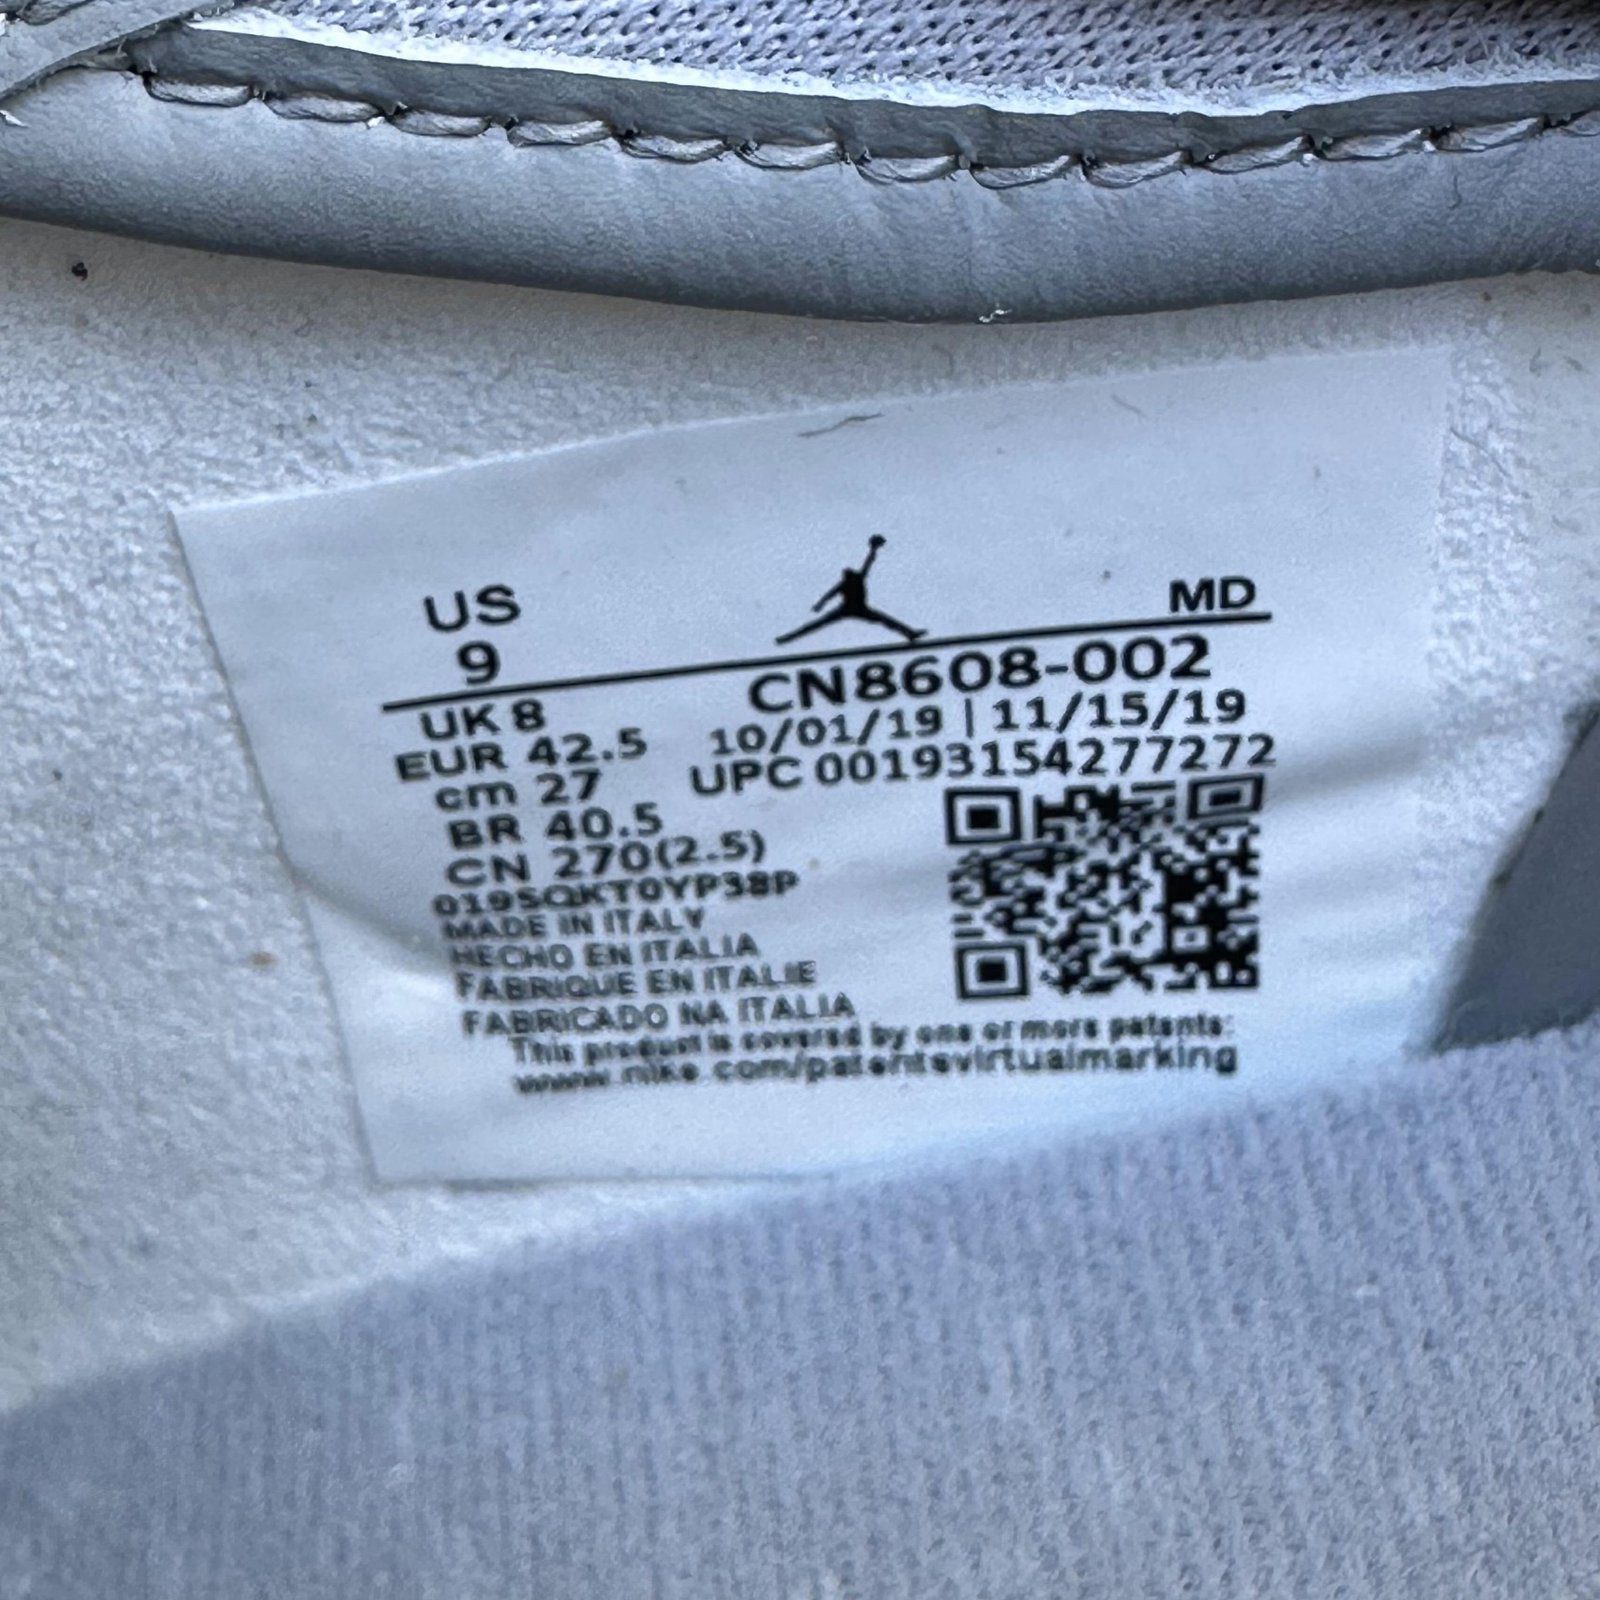 US MD
9
CN8608-002
UK 8
10/01/19 | 11/15/19
EUR 42.5
UPC 00193154277272
cm 27
BR 40.5
CN 270(2.5)
019SQKT0YP38P
MADE IN ITALY
HECHO EN ITALIA
FABRIQUE EN ITALIE
FABRICADO NA ITALIA
This product is covered by one or more patents:
www.nike.com/patentsvirtualmarking